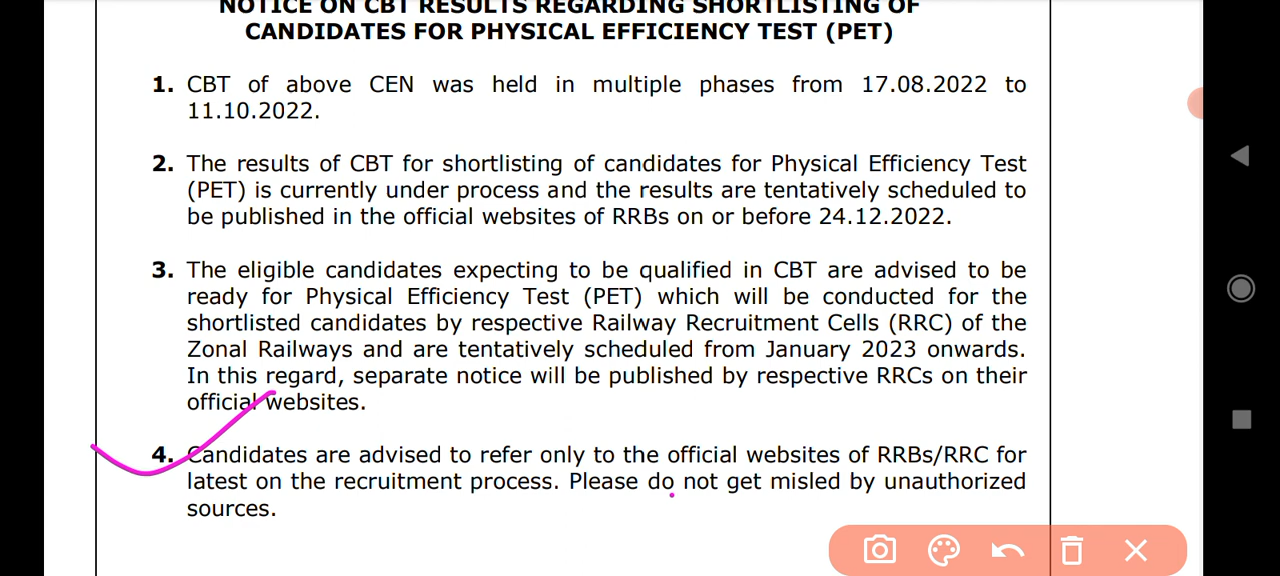 NOTICE ON CBT RESULTS REGARDING SHORTLISTING OF
CANDIDATES FOR PHYSICAL EFFICIENCY TEST (PET)
1. CBT of above CEN was held in multiple phases from 17.08.2022 to
11.10.2022.
2. The results of CBT for shortlisting of candidates for Physical Efficiency Test
(PET) is currently under process and the results are tentatively scheduled to
be published in the official websites of RRBs on or before 24.12.2022.
3. The eligible candidates expecting to be qualified in CBT are advised to be
ready for Physical Efficiency Test (PET) which will be conducted for the
shortlisted candidates by respective Railway Recruitment Cells (RRC) of the
Zonal Railways and are tentatively scheduled from January 2023 onwards.
In this regard, separate notice will be published by respective RRCs on their
official websites.
4. Candidates are advised to refer only to the official websites of RRBs/RRC for
latest on the recruitment process. Please do not get misled by unauthorized
sources.